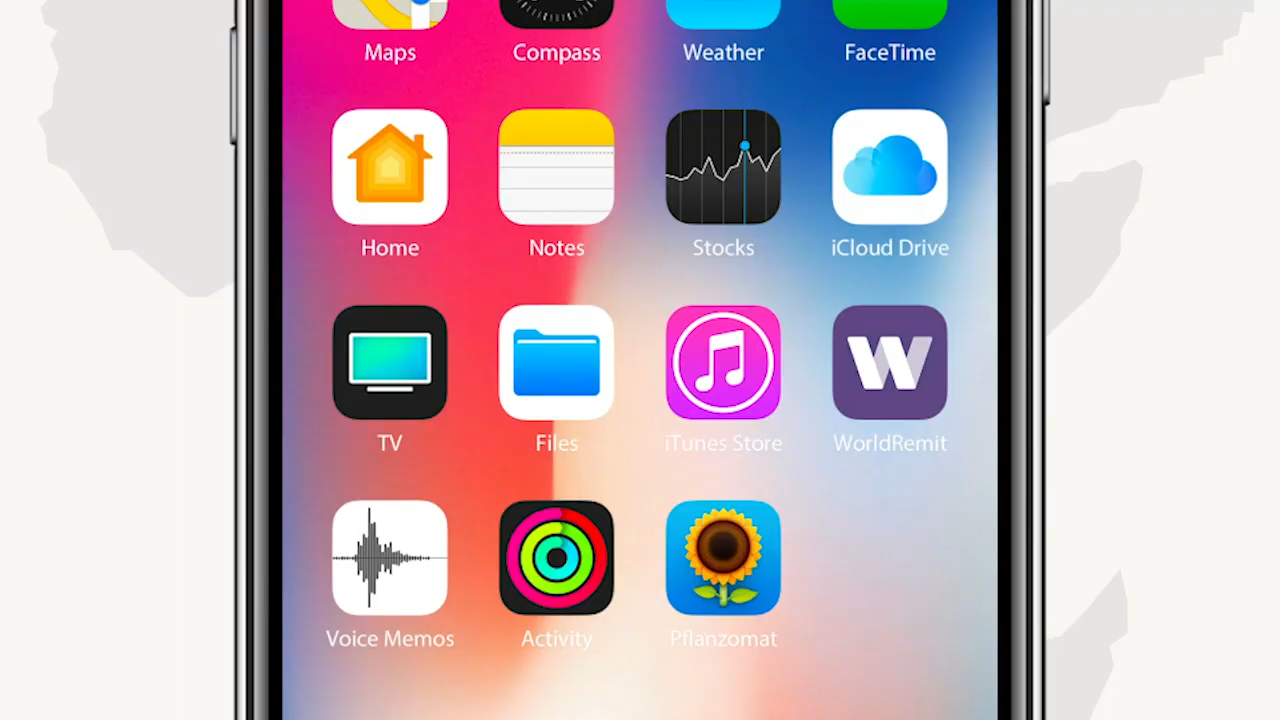 Maps Compass Weather FaceTime
Home Notes Stocks iCloud Drive
W
TV Files iTunes Store WorldRemit
Voice Memos Activity Pflanzomat